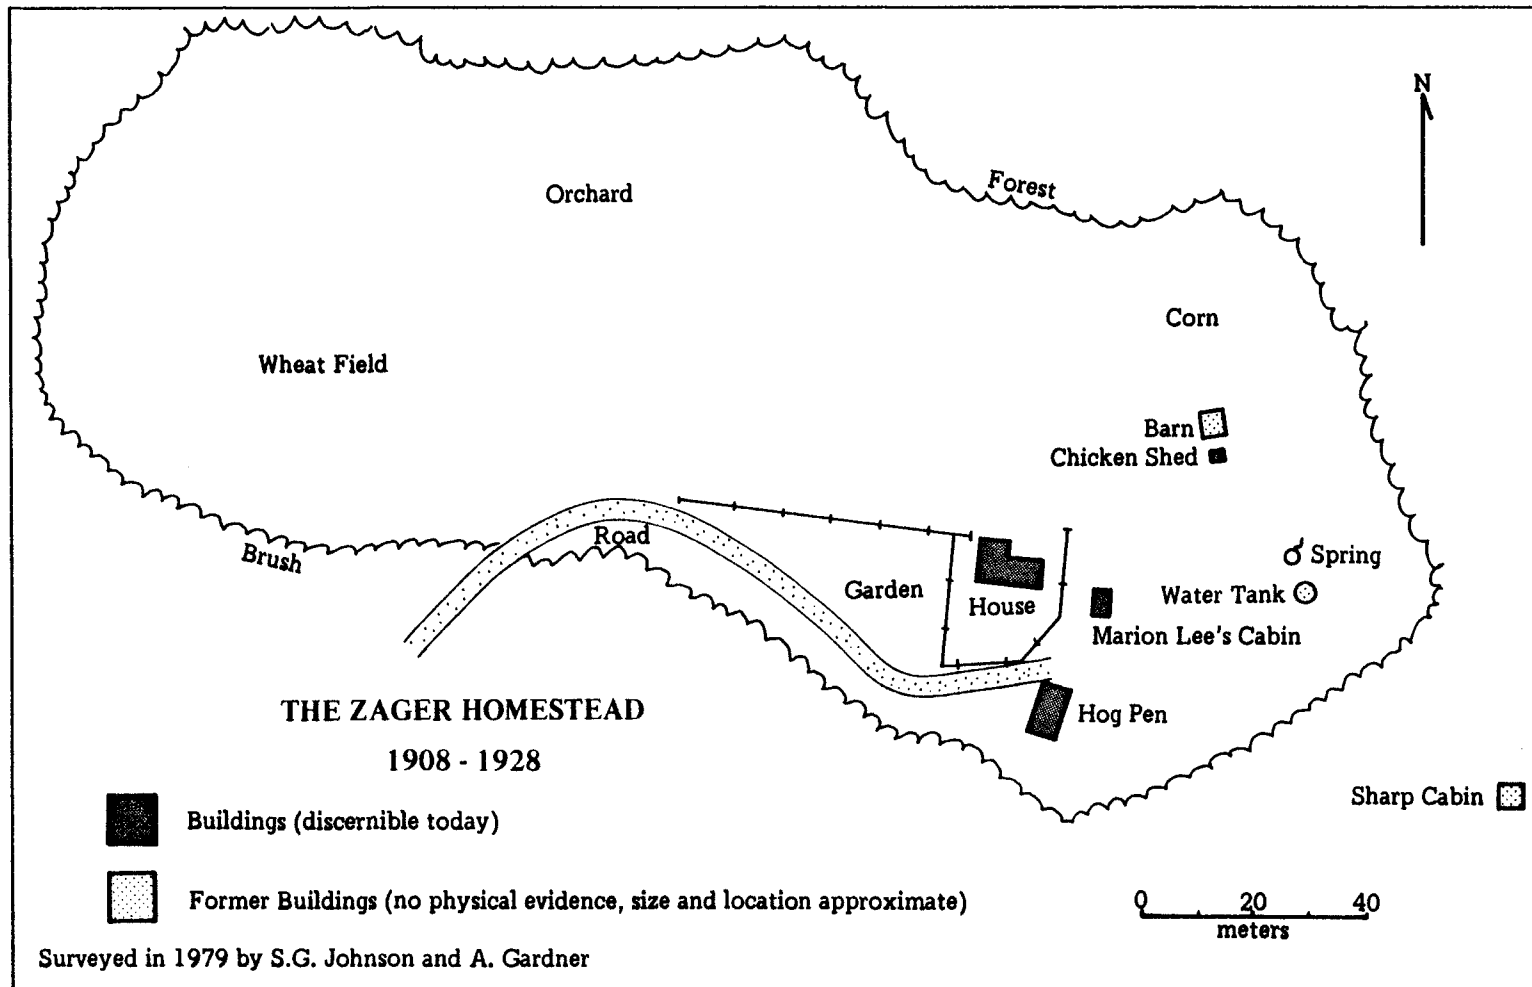 N
Forest
Orchard
Corn
Wheat Field
Barn
Chicken Shed
Road
Brush
Spring
Garden
House
Water Tank
Marion Lee's Cabin
THE ZAGER HOMESTEAD
1908 - 1928
Hog Pen
Sharp Cabin
Buildings (discernible today)
Former Buildings (no physical evidence, size and location approximate)
0 20 40
meters
Surveyed in 1979 by S.G. Johnson and A. Gardner